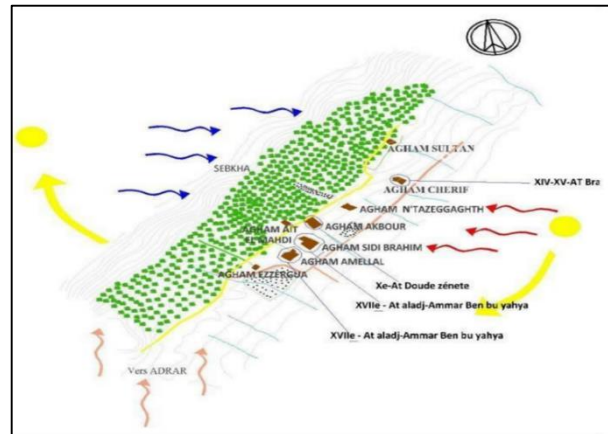 SEBKHA
AGHAM SULTAN
AGHAM CHERIF
XIV-XV-AT Bra
AGHAM N'TAZEGGAGHTH
AGHAM AIT
EL MAHDI
AGHAM AKBOUR
AGHAM SIDI BRAHIM
AGHAM AMELLAL
AGHAM EZZERGUA
Xe-At Doude zénete
XVIIe - At aladj-Ammar Ben bu yahya
XVIIe - At aladj-Ammar Ben bu yahya
Vers ADRAR